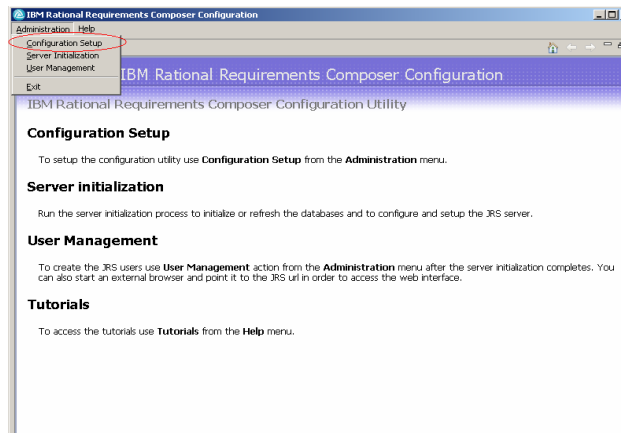 IBM Rational Requirements Composer Configuration
Administration Help
Configuration Setup
Server Initialization
User Management
Exit
IBM Rational Requirements Composer Configuration
IBM Rational Requirements Composer Configuration Utility
Configuration Setup
To setup the configuration utility use Configuration Setup from the Administration menu.
Server initialization
Run the server initialization process to initialize or refresh the databases and to configure and setup the JRS server.
User Management
To create the JRS users use User Management action from the Administration menu after the server initialization completes. You
can also start an external browser and point it to the JRS url in order to access the web interface.
Tutorials
To access the tutorials use Tutorials from the Help menu.